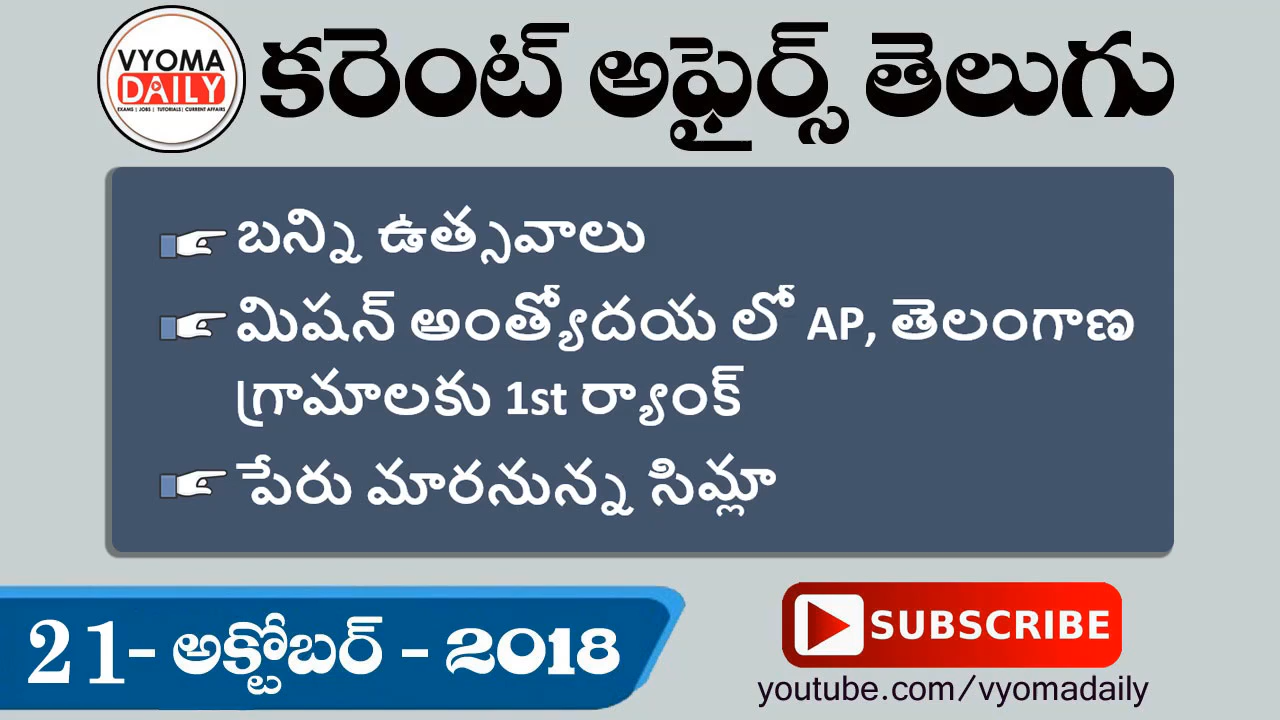 VYOMA
DAILY
EXAMS | JOBS | TUTORIALS | CURRENT AFFAIRS
కరెంట్ అఫైర్స్ తెలుగు
బన్ని ఉత్సవాలు
మిషన్ అంత్యోదయ లో AP, తెలంగాణ
గ్రామాలకు 1st ర్యాంక్
పేరు మారనున్న సిమ్లా
21- అక్టోబర్ - 2018
SUBSCRIBE
youtube.com/vyomadaily